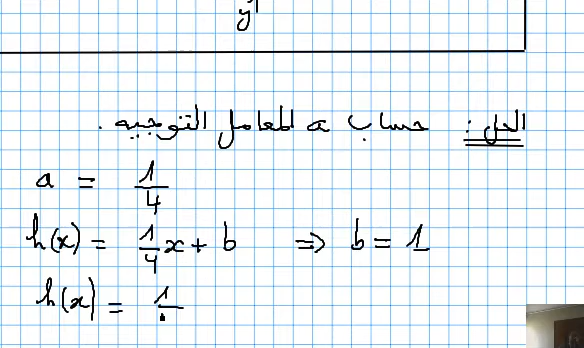 y'
الحل : حساب a المعامل التوجيه .
a = 1/4
h(x) = 1/4 x + b ⇒ b = 1
h(x) = 1/